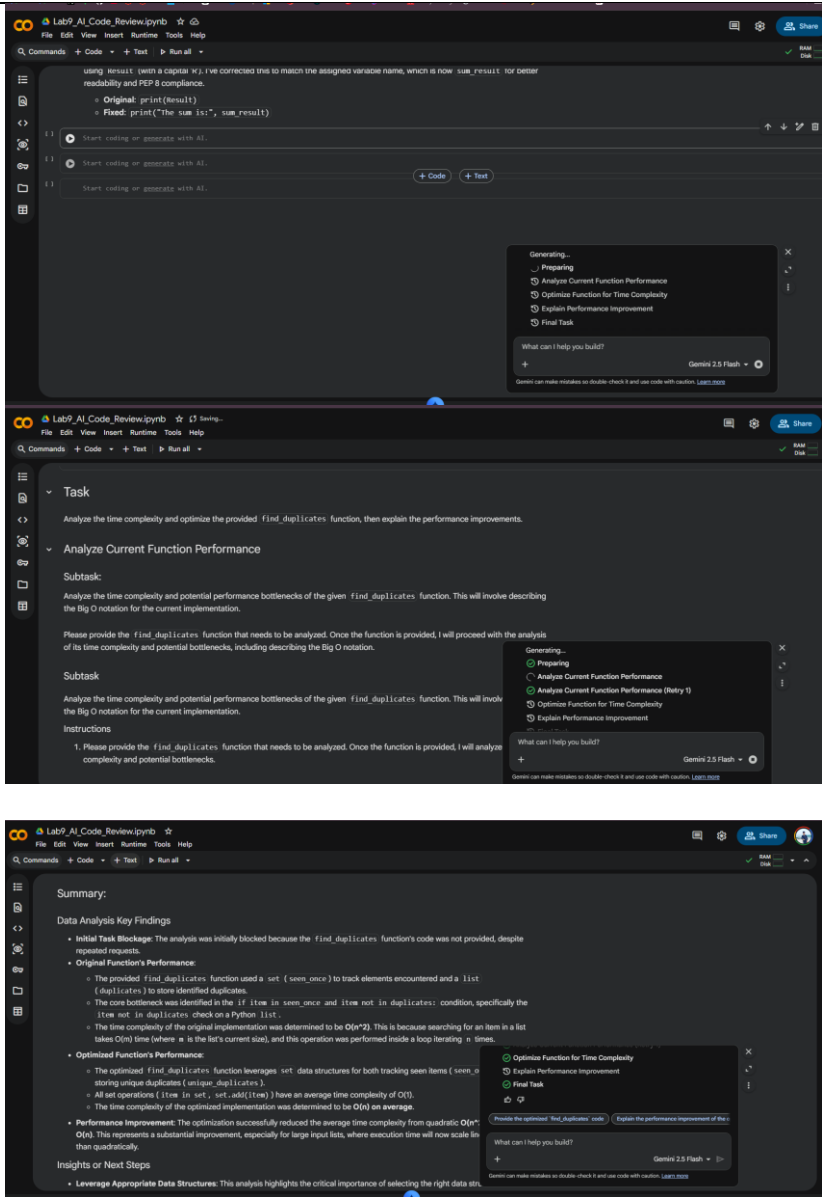 Lab9_AI_Code_Review.ipynb
Share
File Edit View Insert Runtime Tools Help
Commands + Code + Text Run all
RAM
Disk
using Result (with a capital 'R'). I've corrected this to match the assigned variable name, which is now sum_result for better
readability and PEP 8 compliance.
Original: print(Result)
Fixed: print("The sum is:", sum_result)
[ ] Start coding or generate with AI.
[ ] Start coding or generate with AI.
+ Code + Text
[ ] Start coding or generate with AI.
Generating...
Preparing
Analyze Current Function Performance
Optimize Function for Time Complexity
Explain Performance Improvement
Final Task
What can I help you build?
+ Gemini 2.5 Flash
Gemini can make mistakes so double-check it and use code with caution. Learn more
Lab9_AI_Code_Review.ipynb Saving...
Share
File Edit View Insert Runtime Tools Help
Commands + Code + Text Run all
RAM
Disk
Task
Analyze the time complexity and optimize the provided find_duplicates function, then explain the performance improvements.
Analyze Current Function Performance
Subtask:
Analyze the time complexity and potential performance bottlenecks of the given find_duplicates function. This will involve describing
the Big O notation for the current implementation.
Please provide the find_duplicates function that needs to be analyzed. Once the function is provided, I will proceed with the analysis
of its time complexity and potential bottlenecks, including describing the Big O notation.
Subtask
Analyze the time complexity and potential performance bottlenecks of the given find_duplicates function. This will involv
the Big O notation for the current implementation.
Instructions
1. Please provide the find_duplicates function that needs to be analyzed. Once the function is provided, I will analyze
complexity and potential bottlenecks.
Generating...
Preparing
Analyze Current Function Performance
Analyze Current Function Performance (Retry 1)
Optimize Function for Time Complexity
Explain Performance Improvement
What can I help you build?
+ Gemini 2.5 Flash
Gemini can make mistakes so double-check it and use code with caution. Learn more
Lab9_AI_Code_Review.ipynb
Share
File Edit View Insert Runtime Tools Help
Commands + Code + Text Run all
RAM
Disk
Summary:
Data Analysis Key Findings
Initial Task Blockage: The analysis was initially blocked because the find_duplicates function's code was not provided, despite
repeated requests.
Original Function's Performance:
The provided find_duplicates function used a set ( seen_once ) to track elements encountered and a list
( duplicates ) to store identified duplicates.
The core bottleneck was identified in the if item in seen_once and item not in duplicates: condition, specifically the
item not in duplicates check on a Python list .
The time complexity of the original implementation was determined to be O(n^2). This is because searching for an item in a list
takes O(m) time (where m is the list's current size), and this operation was performed inside a loop iterating n times.
Optimized Function's Performance:
The optimized find_duplicates function leverages set data structures for both tracking seen items ( seen_o
storing unique duplicates ( unique_duplicates ).
All set operations ( item in set , set.add(item) ) have an average time complexity of O(1).
The time complexity of the optimized implementation was determined to be O(n) on average.
Performance Improvement: The optimization successfully reduced the average time complexity from quadratic O(n^
O(n). This represents a substantial improvement, especially for large input lists, where execution time will now scale lin
than quadratically.
Insights or Next Steps
Leverage Appropriate Data Structures: This analysis highlights the critical importance of selecting the right data stru
Optimize Function for Time Complexity
Explain Performance Improvement
Final Task
Provide the optimized `find_duplicates` code
Explain the performance improvement of the o
What can I help you build?
+ Gemini 2.5 Flash
Gemini can make mistakes so double-check it and use code with caution. Learn more